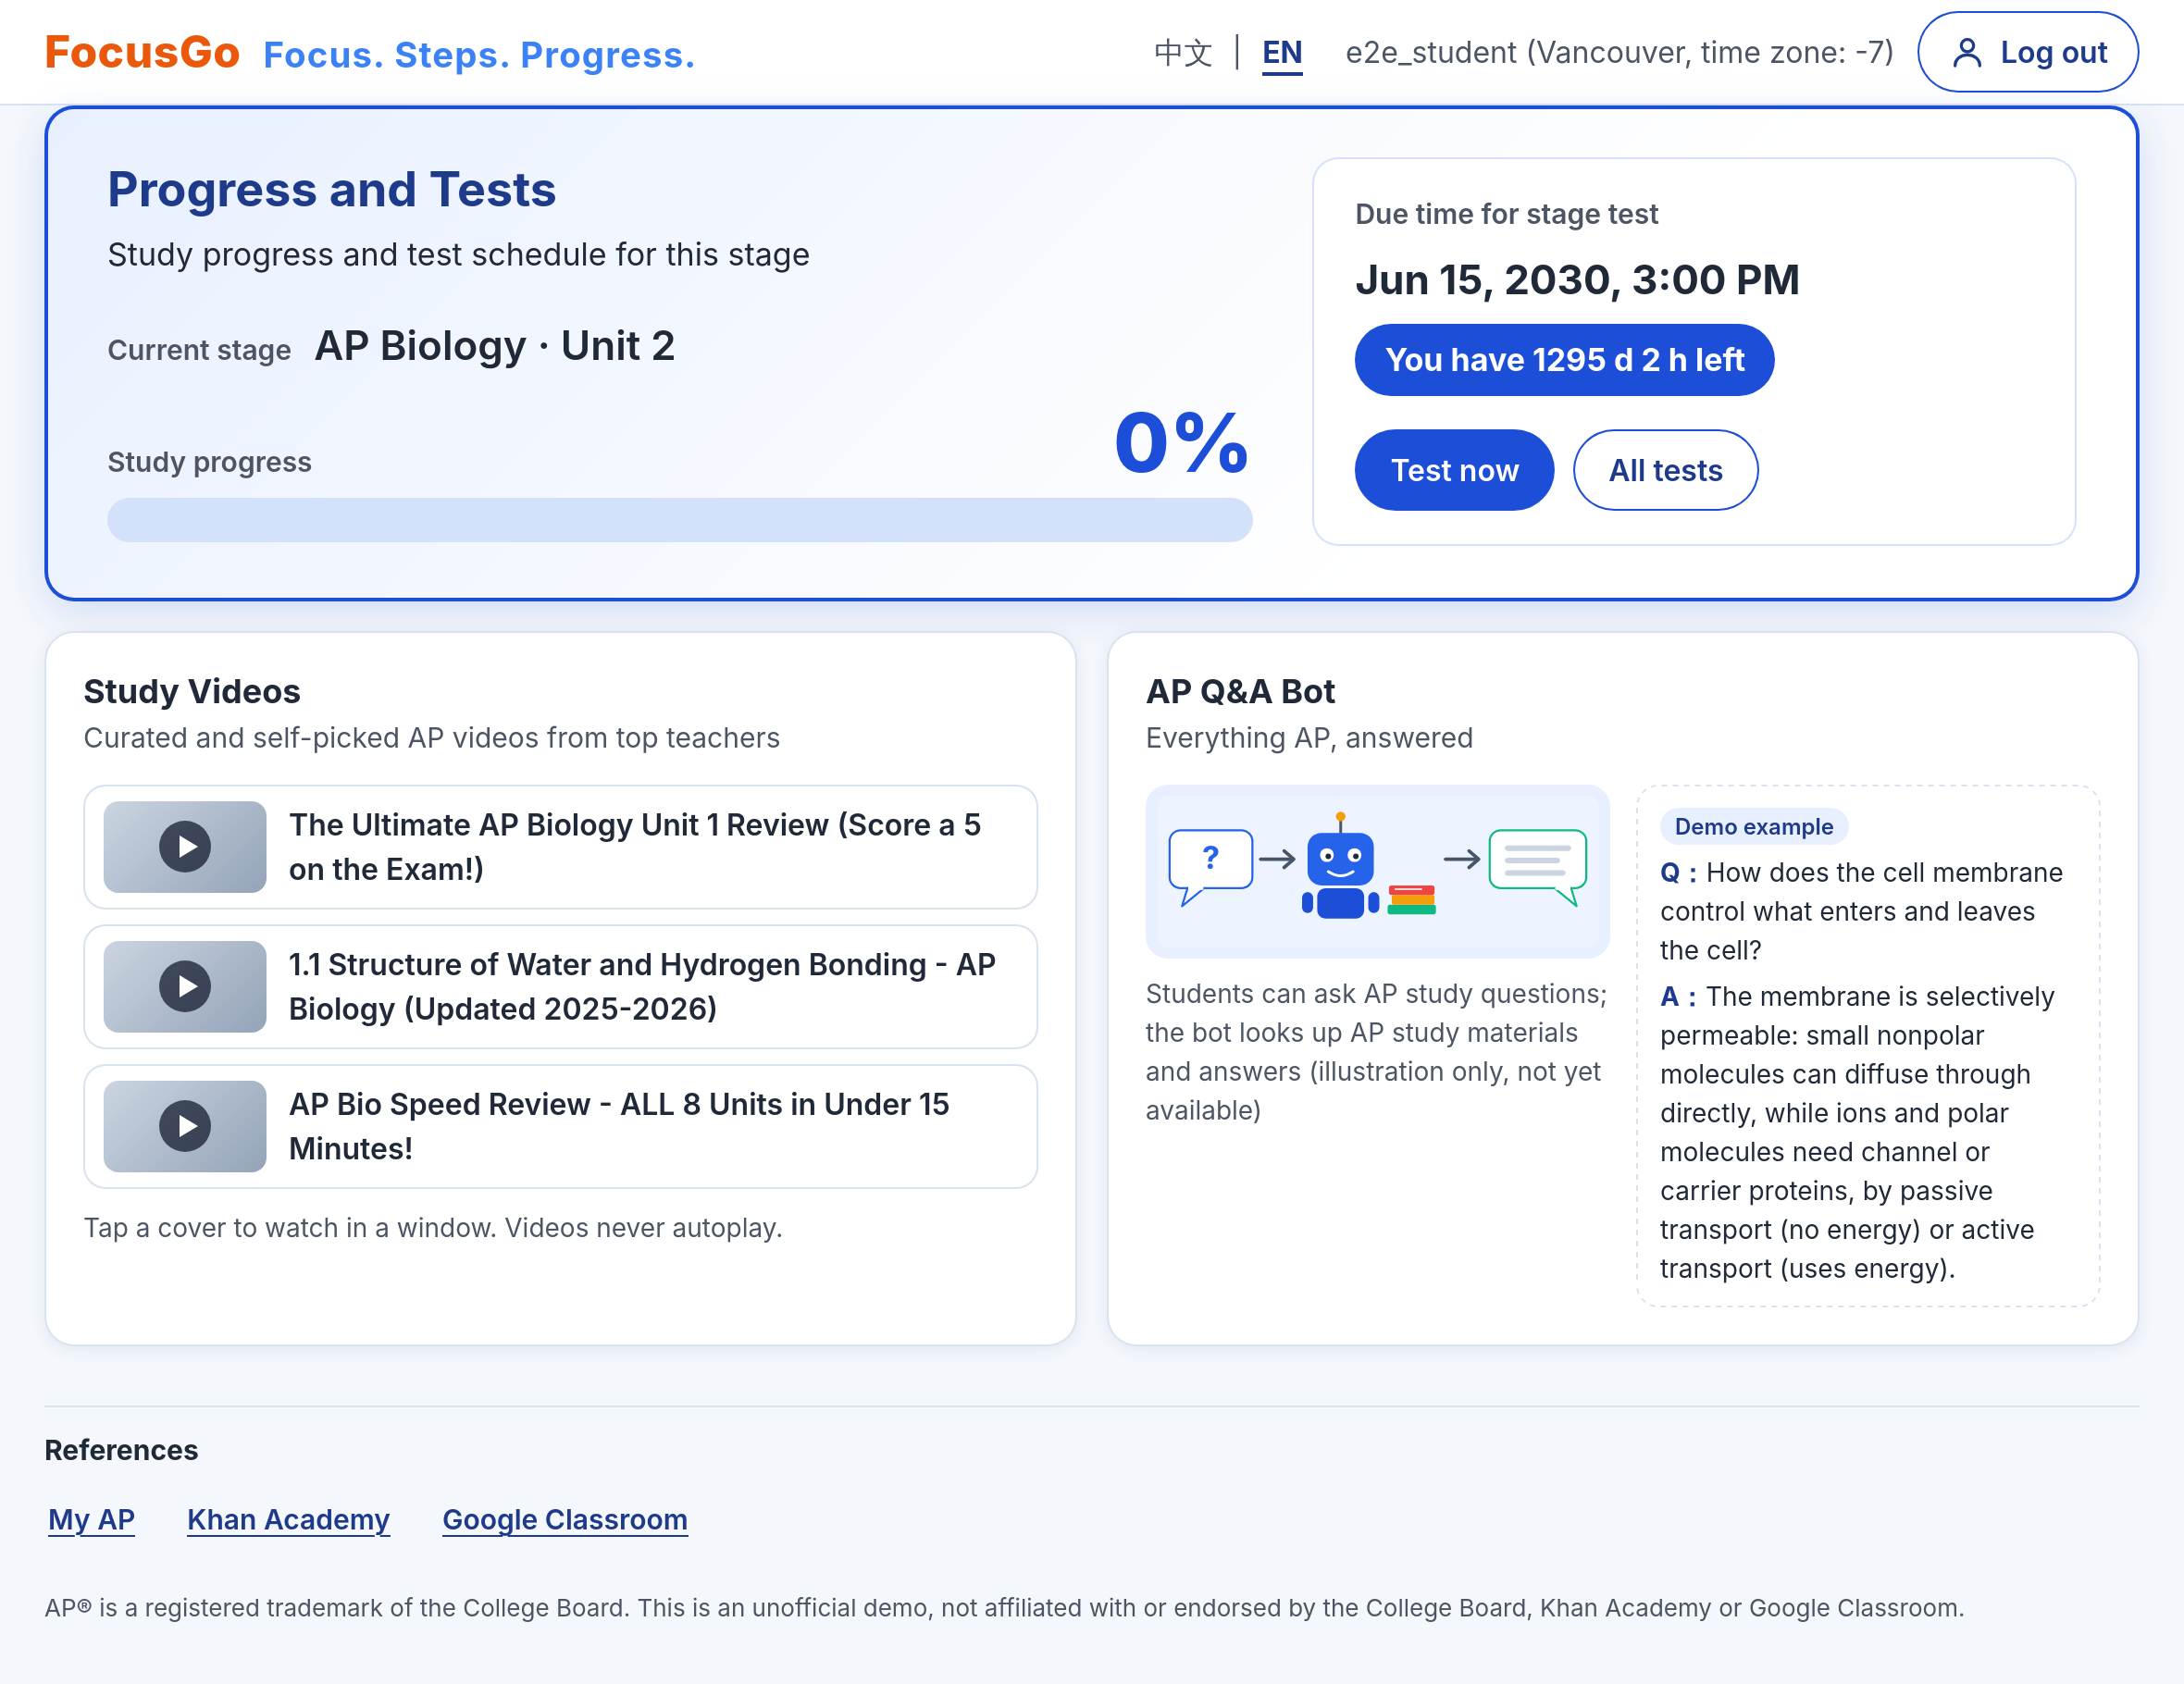 FocusGo Focus. Steps. Progress.
中文 | EN e2e_student (Vancouver, time zone: -7) Log out
Progress and Tests
Study progress and test schedule for this stage
Current stage AP Biology · Unit 2
Study progress 0%
Due time for stage test
Jun 15, 2030, 3:00 PM
You have 1295 d 2 h left
Test now All tests
Study Videos
Curated and self-picked AP videos from top teachers
The Ultimate AP Biology Unit 1 Review (Score a 5
on the Exam!)
1.1 Structure of Water and Hydrogen Bonding - AP
Biology (Updated 2025-2026)
AP Bio Speed Review - ALL 8 Units in Under 15
Minutes!
Tap a cover to watch in a window. Videos never autoplay.
AP Q&A Bot
Everything AP, answered
?
Students can ask AP study questions;
the bot looks up AP study materials
and answers (illustration only, not yet
available)
Demo example
Q：How does the cell membrane
control what enters and leaves
the cell?
A：The membrane is selectively
permeable: small nonpolar
molecules can diffuse through
directly, while ions and polar
molecules need channel or
carrier proteins, by passive
transport (no energy) or active
transport (uses energy).
References
My AP Khan Academy Google Classroom
AP® is a registered trademark of the College Board. This is an unofficial demo, not affiliated with or endorsed by the College Board, Khan Academy or Google Classroom.